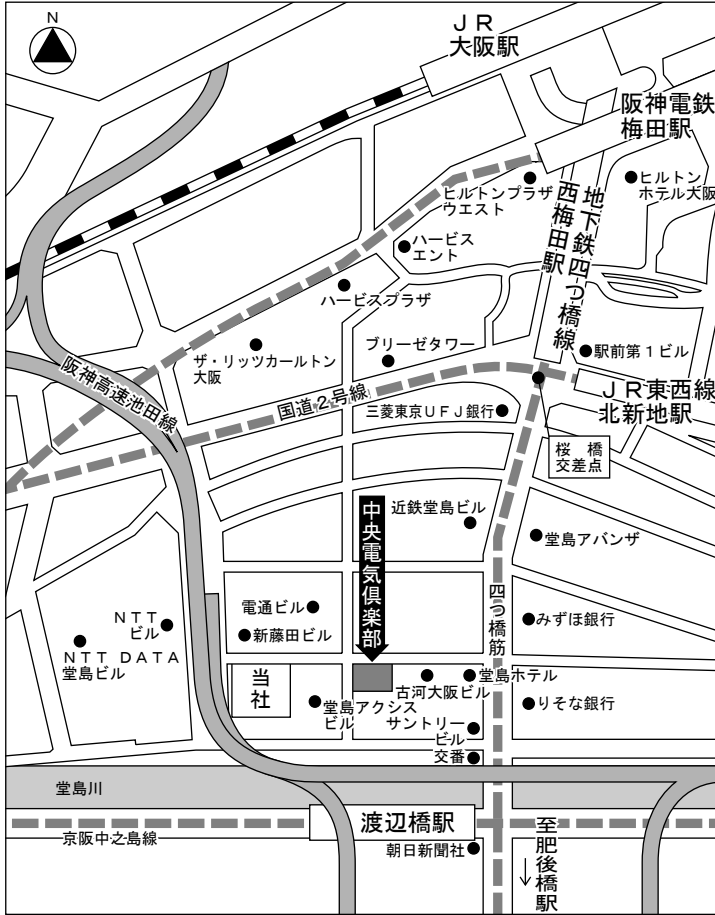 N
ＪＲ
大阪駅
阪神電鉄
梅田駅
ヒルトンプラザ
ウエスト
ヒルトン
ホテル大阪
地下鉄四つ橋線
西梅田駅
ハービス
エント
ハービスプラザ
ザ・リッツカールトン
大阪
ブリーゼタワー
駅前第１ビル
阪神高速池田線
国道２号線
三菱東京ＵＦＪ銀行
ＪＲ東西線
北新地駅
桜橋
交差点
中央電気倶楽部
近鉄堂島ビル
堂島アバンザ
四つ橋筋
電通ビル
新藤田ビル
ＮＴＴ
ビル
ＮＴＴ ＤＡＴＡ
堂島ビル
みずほ銀行
当社
堂島アクシス
ビル
古河大阪ビル
堂島ホテル
サントリー
ビル
りそな銀行
交番
堂島川
渡辺橋駅
京阪中之島線
朝日新聞社
至肥後橋駅
↓